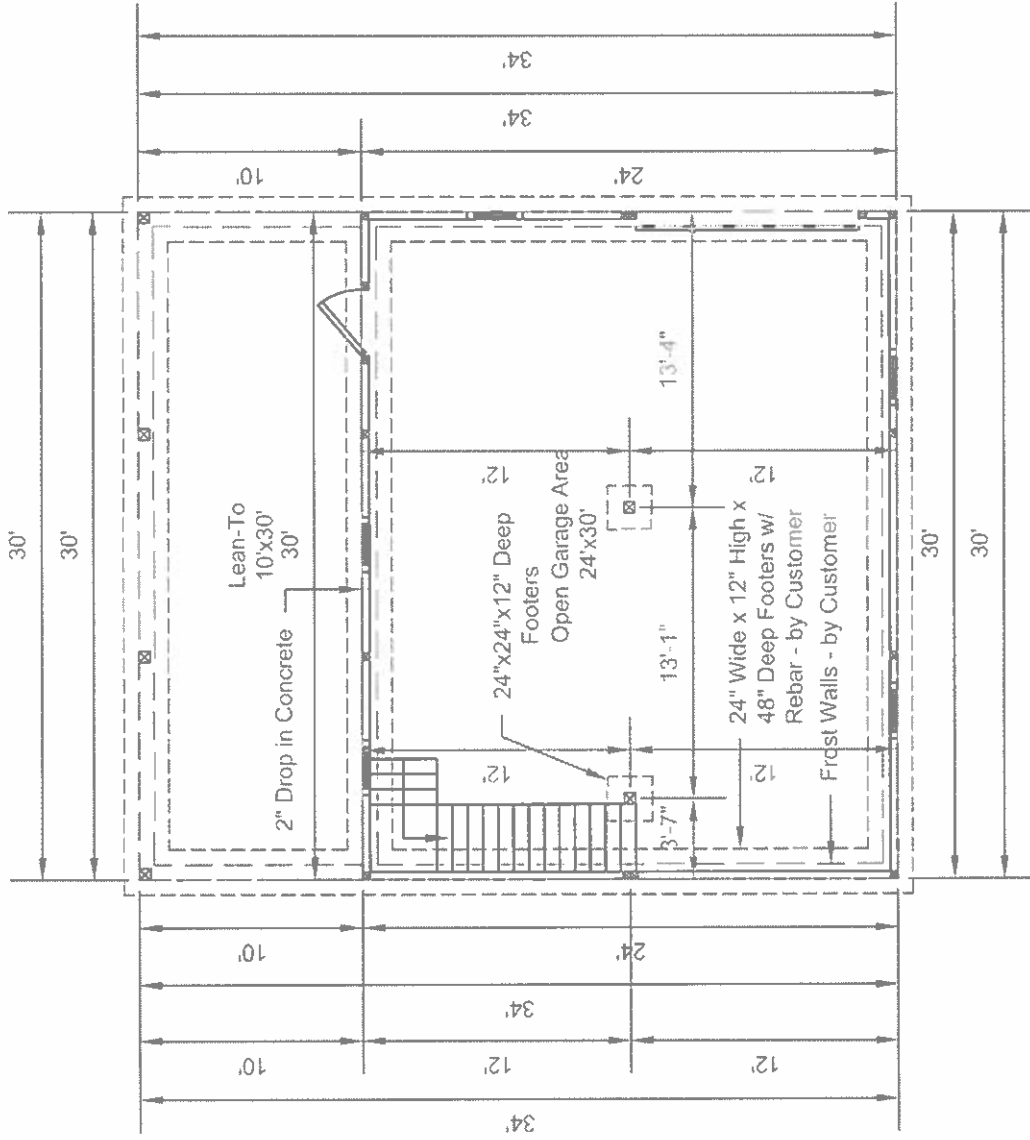 30'
30'
34'
34'
10'
24'
10'
24'
34'
10'
12'
12'
34'
Lean-To
10'x30'
30'
2" Drop in Concrete
12'
12'
13'-4"
24"x24"x12" Deep
Footers
Open Garage Area
24'x30'
12'
12'
13'-1"
3'-7"
24" Wide x 12" High x
48" Deep Footers w/
Rebar - by Customer
Frost Walls - by Customer
30'
30'